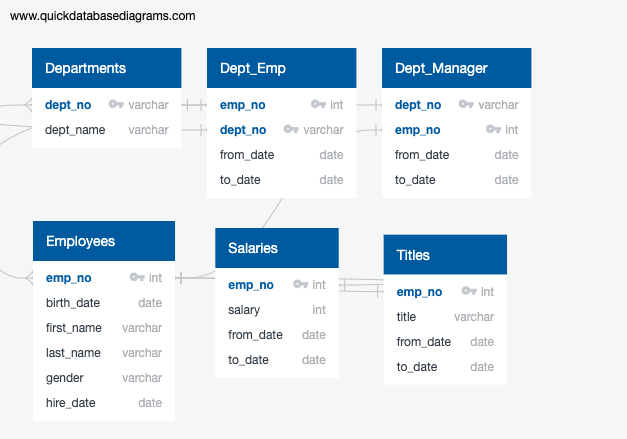 www.quickdatabasediagrams.com
Departments
dept_no varchar
dept_name varchar
Dept_Emp
emp_no int
dept_no varchar
from_date date
to_date date
Dept_Manager
dept_no varchar
emp_no int
from_date date
to_date date
Employees
emp_no int
birth_date date
first_name varchar
last_name varchar
gender varchar
hire_date date
Salaries
emp_no int
salary int
from_date date
to_date date
Titles
emp_no int
title varchar
from_date date
to_date date